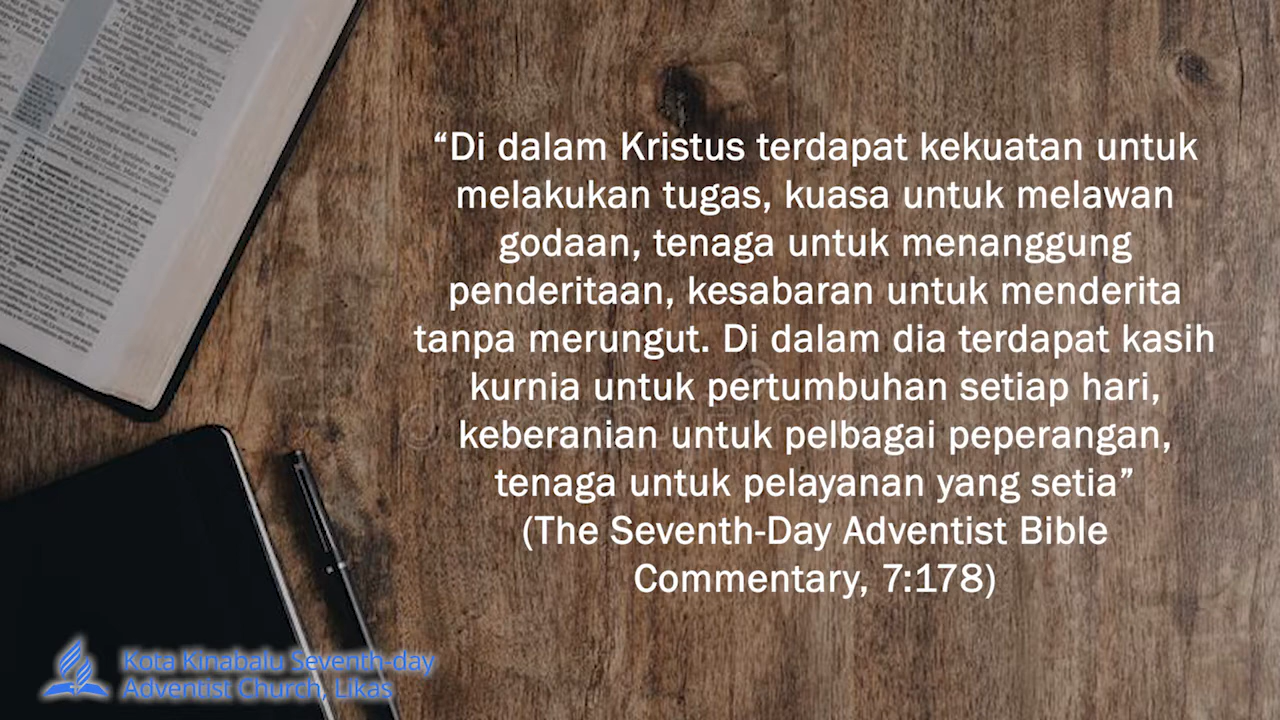 “Di dalam Kristus terdapat kekuatan untuk
melakukan tugas, kuasa untuk melawan
godaan, tenaga untuk menanggung
penderitaan, kesabaran untuk menderita
tanpa merungut. Di dalam dia terdapat kasih
kurnia untuk pertumbuhan setiap hari,
keberanian untuk pelbagai peperangan,
tenaga untuk pelayanan yang setia”
(The Seventh-Day Adventist Bible
Commentary, 7:178)
Kota Kinabalu Seventh-day
Adventist Church, Likas